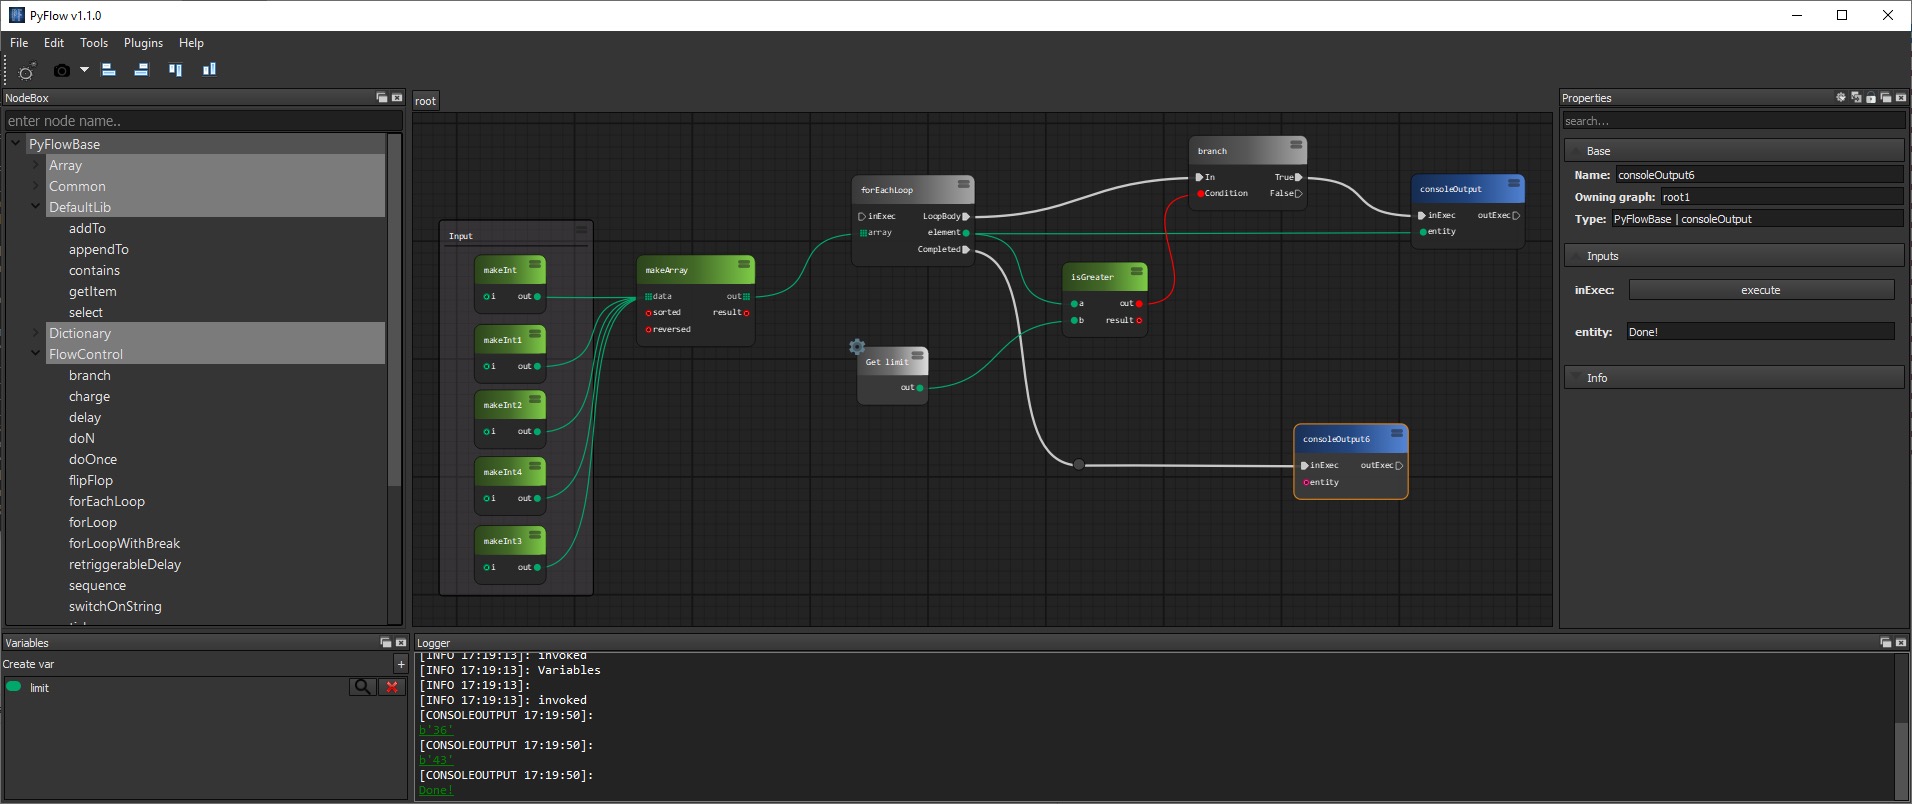 PyFlow v1.1.0
File Edit Tools Plugins Help
NodeBox
enter node name..
PyFlowBase
Array
Common
DefaultLib
addTo
appendTo
contains
getItem
select
Dictionary
FlowControl
branch
charge
delay
doN
doOnce
flipFlop
forEachLoop
forLoop
forLoopWithBreak
retriggerableDelay
sequence
switchOnString
root
Input
makeInt
i out
makeInt1
i out
makeInt2
i out
makeInt4
i out
makeInt3
i out
makeArray
data out
sorted result
reversed
forEachLoop
inExec LoopBody
array element
Completed
Get limit
out
isGreater
a out
b result
branch
In True
Condition False
consoleOutput
inExec outExec
entity
consoleOutput6
inExec outExec
entity
Properties
search...
Base
Name: consoleOutput6
Owning graph: root1
Type: PyFlowBase | consoleOutput
Inputs
inExec: execute
entity: Done!
Info
Variables
Create var +
limit
Logger
[INFO 17:19:13]: invoked
[INFO 17:19:13]: Variables
[INFO 17:19:13]:
[INFO 17:19:13]: invoked
[CONSOLEOUTPUT 17:19:50]:
b'36'
[CONSOLEOUTPUT 17:19:50]:
b'43'
[CONSOLEOUTPUT 17:19:50]:
Done!